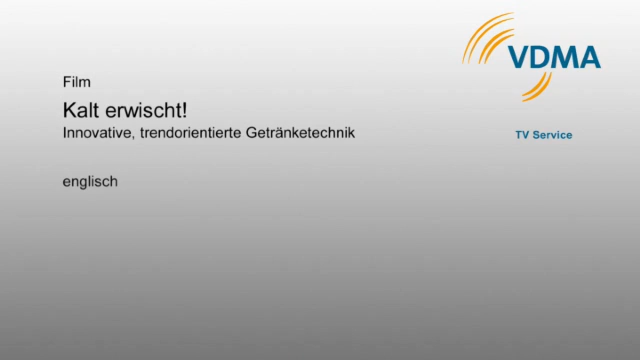 Film
Kalt erwischt!
Innovative, trendorientierte Getränketechnik
englisch
VDMA
TV Service